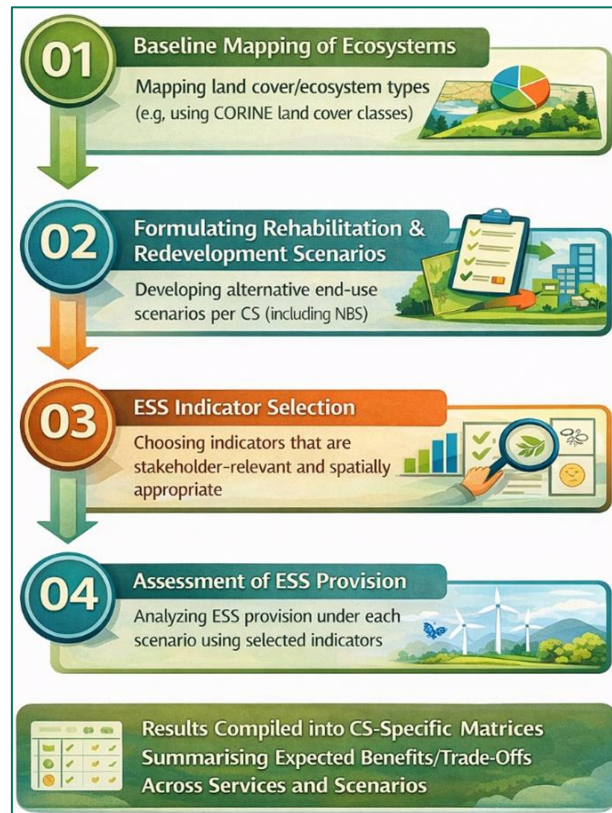 01
Baseline Mapping of Ecosystems
Mapping land cover/ecosystem types
(e.g, using CORINE land cover classes)
02
Formulating Rehabilitation &
Redevelopment Scenarios
Developing alternative end-use
scenarios per CS (including NBS)
03
ESS Indicator Selection
Choosing indicators that are
stakeholder-relevant and spatially
appropriate
04
Assessment of ESS Provision
Analyzing ESS provision under each
scenario using selected indicators
Results Compiled into CS-Specific Matrices
Summarising Expected Benefits/Trade-Offs
Across Services and Scenarios